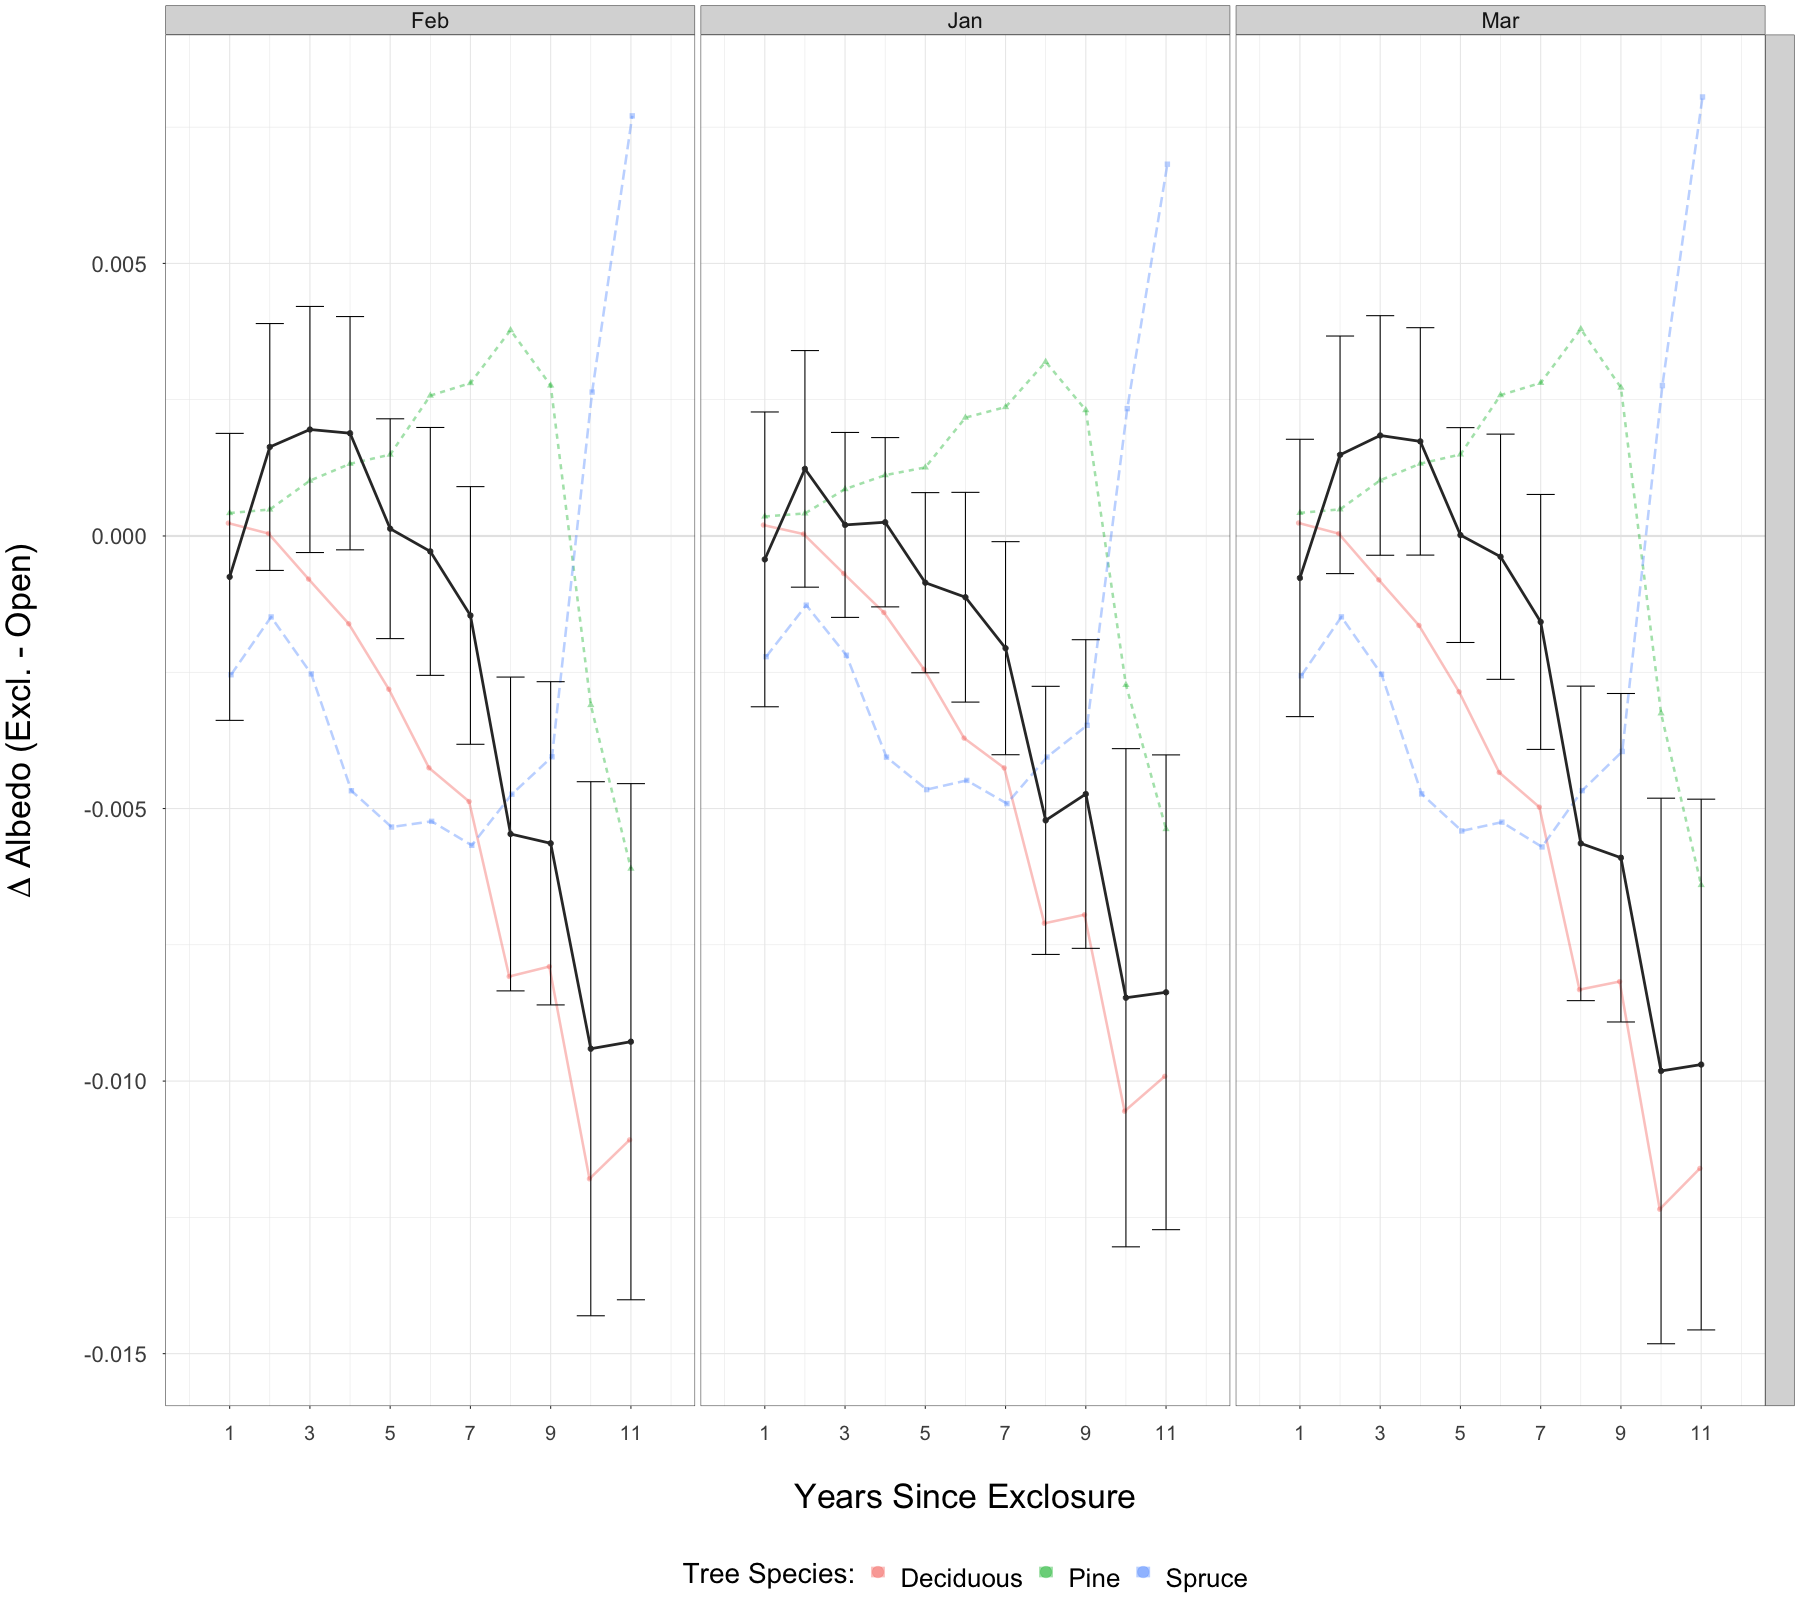 Feb Jan Mar
0.005
0.000
-0.005
-0.010
-0.015
Δ Albedo (Excl. - Open)
1 3 5 7 9 11 1 3 5 7 9 11 1 3 5 7 9 11
Years Since Exclosure
Tree Species: Deciduous Pine Spruce